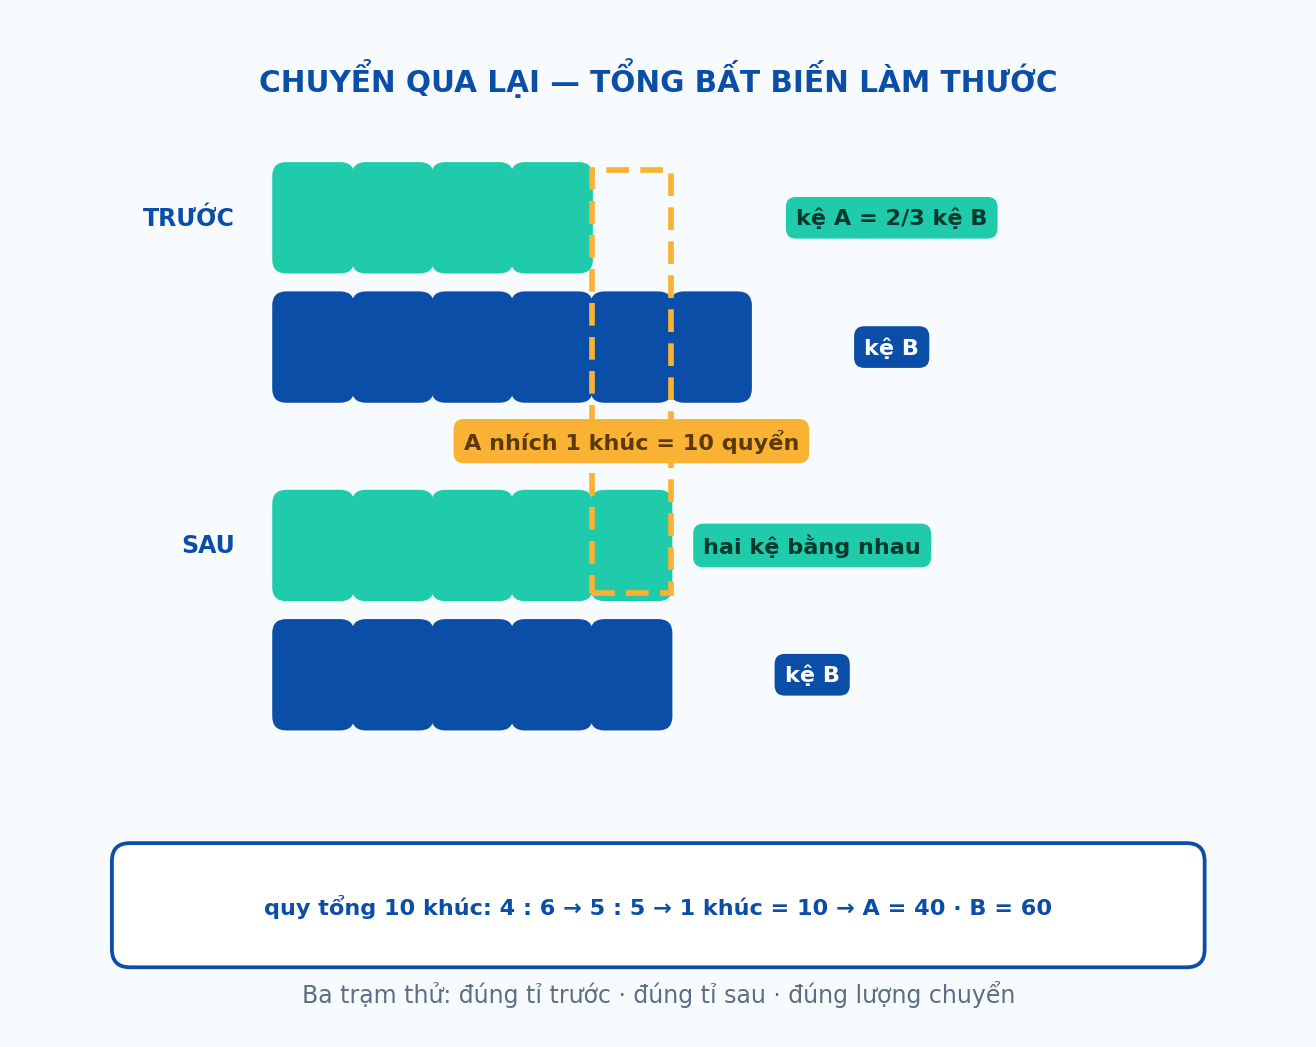 CHUYỂN QUA LẠI — TỔNG BẤT BIẾN LÀM THƯỚC
TRƯỚC
kệ A = 2/3 kệ B
kệ B
A nhích 1 khúc = 10 quyển
SAU
hai kệ bằng nhau
kệ B
quy tổng 10 khúc: 4 : 6 → 5 : 5 → 1 khúc = 10 → A = 40 · B = 60
Ba trạm thử: đúng tỉ trước · đúng tỉ sau · đúng lượng chuyển